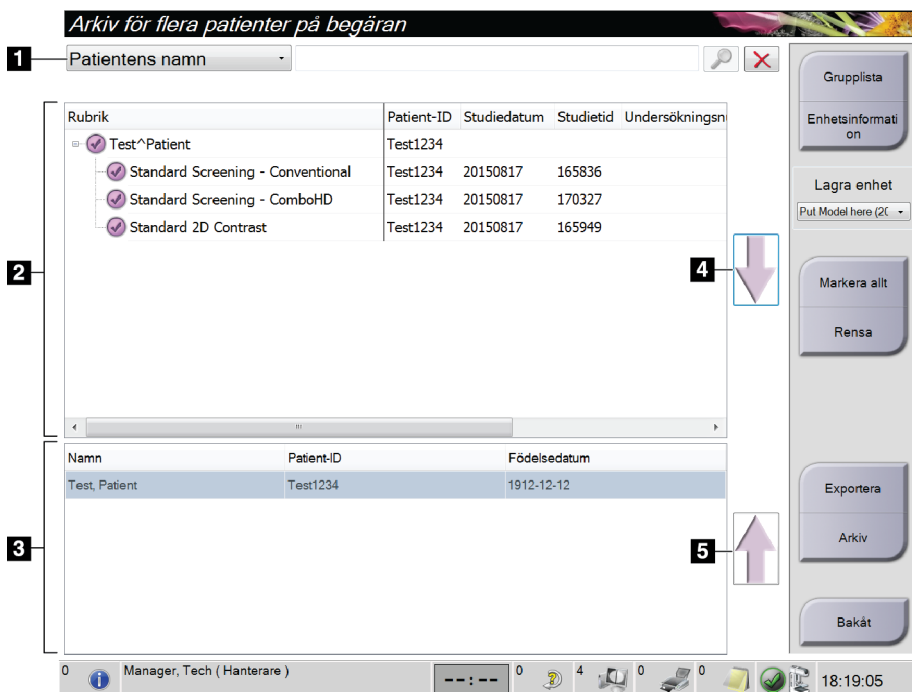 Arkiv för flera patienter på begäran
1
Patientens namn
Grupplista
Enhetsinformati
on
Lagra enhet
Put Model here (20
Markera allt
Rensa
2
Rubrik Patient-ID Studiedatum Studietid
Test^Patient Test1234
Standard Screening - Conventional Test1234 20150817 165836
Standard Screening - ComboHD Test1234 20150817 170327
Standard 2D Contrast Test1234 20150817 165949
4
3
Namn Patient-ID Födelsedatum
Test, Patient Test1234 1912-12-12
5
Exportera
Arkiv
Bakåt
0 Manager, Tech ( Hanterare ) --:-- 0 4 0 0 18:19:05